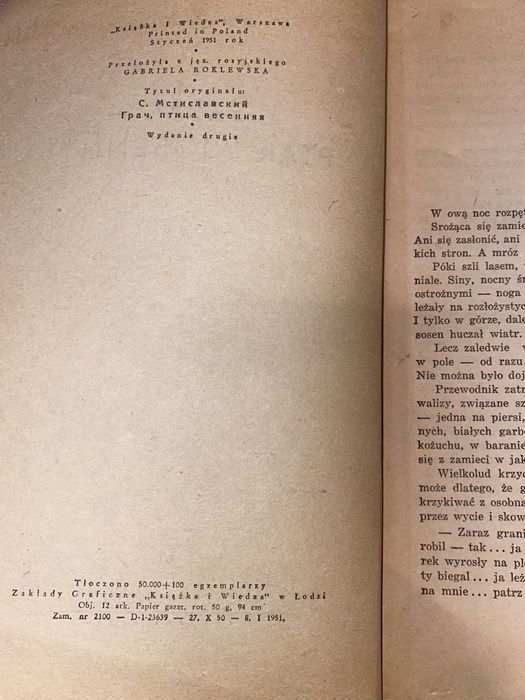 „Książka i Wiedza", Warszawa
Printed in Poland
Styczeń 1951 rok
Przełożyła z jęz. rosyjskiego
GABRIELA ROKLEWSKA
Tytuł oryginału:
С. Мстиславский
Грач, птица весенняя
Wydanie drugie
Tłoczono 50.000+100 egzemplarzy
Zakłady Graficzne „Książka i Wiedza" w Łodzi
Obj. 12 ark. Papier gazet. rot. 50 g, 94 cm
Zam. nr 2100 — D-1-23639 — 27. X 50 — 8. I 1951.
W ową noc rozpęt
Srożąca się zamie
Ani się zasłonić, ani
kich stron. A mróz
Póki szli lasem,
niale. Siny, nocny śn
ostrożnymi — noga
leżały na rozłożystyc
I tylko w górze, dale
sosen huczał wiatr.
Lecz zaledwie
w pole — od razu
Nie można było doj
Przewodnik zatr
walizy, związane sz
— jedna na piersi,
nych, białych garb
kożuchu, w baranie
się z zamieci w jak
Wielkolud krzyc
może dlatego, że g
krzykiwać z osobna
przez wycie i skow
— Zaraz grani
robił — tak... ja
rek wyrosły na pl
ty biegał... ja leż
na mnie... patrz